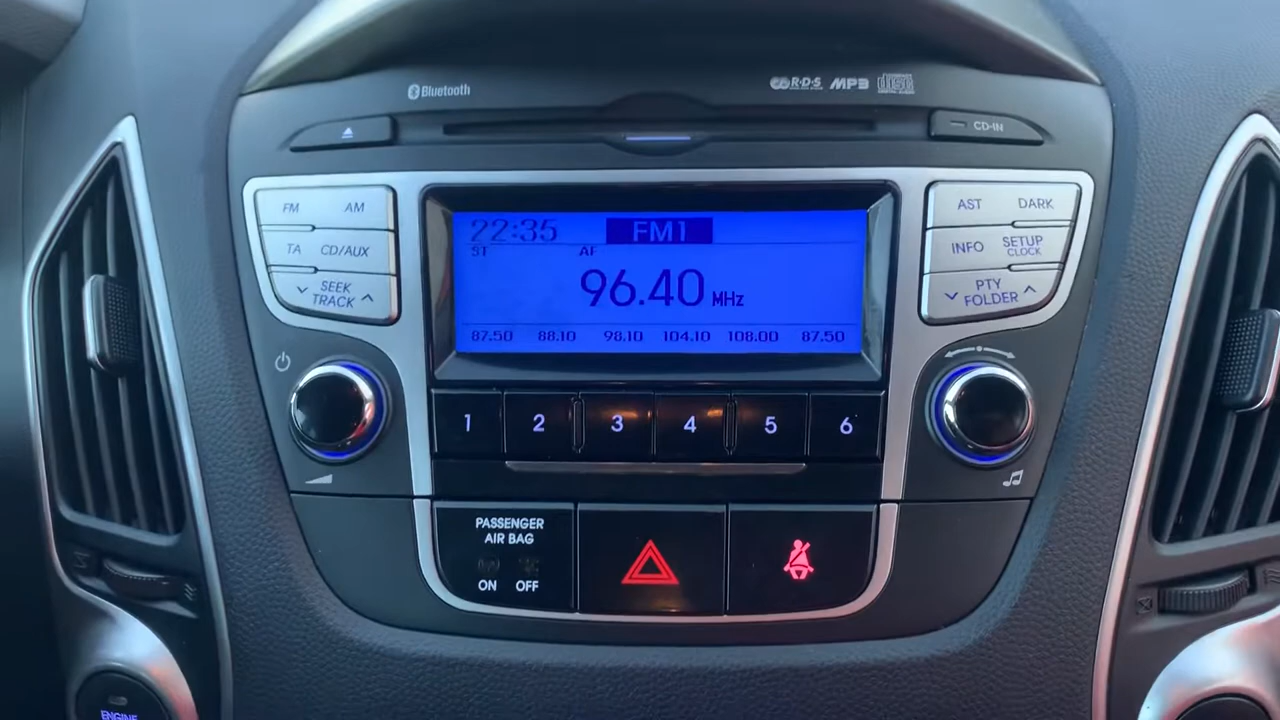 Bluetooth
R·D·S MP3 disc
CD-IN
FM AM
TA CD/AUX
SEEK
TRACK
22:35 FM1
ST AF
96.40 MHz
87.50 88.10 98.10 104.10 108.00 87.50
AST DARK
INFO SETUP
CLOCK
PTY
FOLDER
1 2 3 4 5 6
PASSENGER
AIR BAG
ON OFF
ENGINE